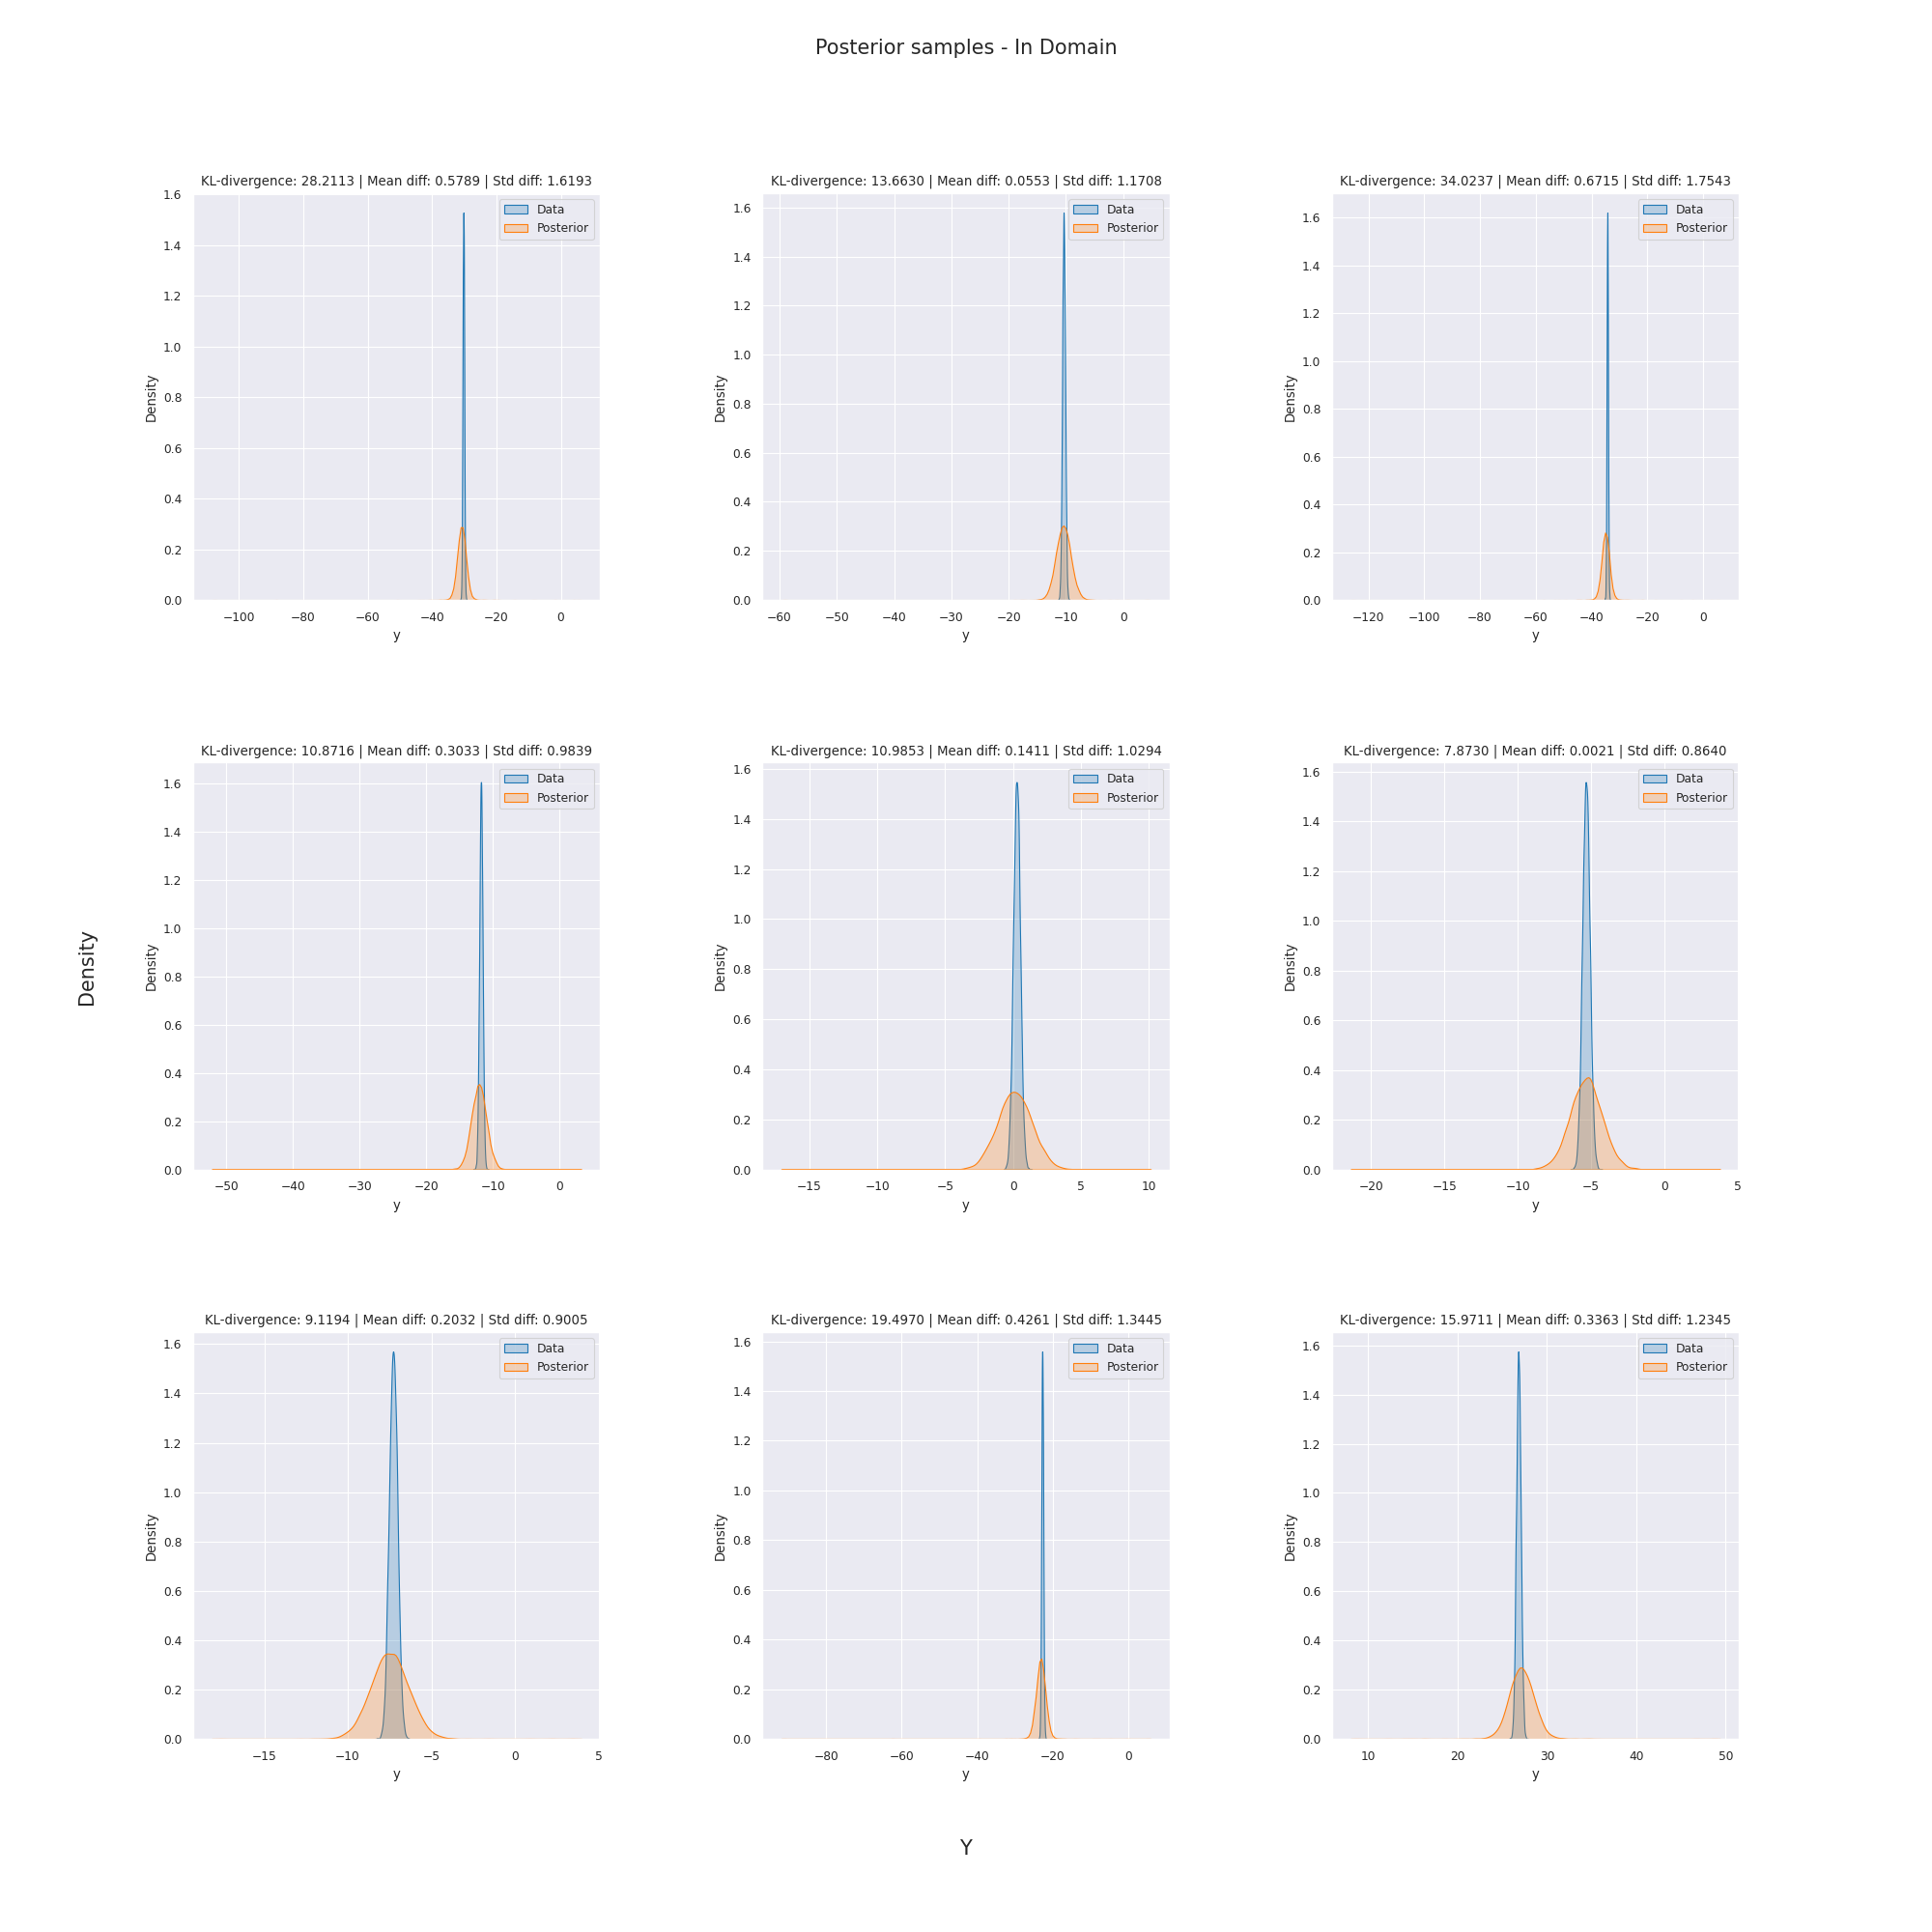 Posterior samples - In Domain
KL-divergence: 28.2113 | Mean diff: 0.5789 | Std diff: 1.6193
Data
Posterior
1.6
1.4
1.2
1.0
0.8
0.6
0.4
0.2
0.0
Density
−100
−80
−60
−40
−20
0
y
KL-divergence: 13.6630 | Mean diff: 0.0553 | Std diff: 1.1708
Data
Posterior
1.6
1.4
1.2
1.0
0.8
0.6
0.4
0.2
0.0
Density
−60
−50
−40
−30
−20
−10
0
y
KL-divergence: 34.0237 | Mean diff: 0.6715 | Std diff: 1.7543
Data
Posterior
1.6
1.4
1.2
1.0
0.8
0.6
0.4
0.2
0.0
Density
−120
−100
−80
−60
−40
−20
0
y
Density
KL-divergence: 10.8716 | Mean diff: 0.3033 | Std diff: 0.9839
Data
Posterior
1.6
1.4
1.2
1.0
0.8
0.6
0.4
0.2
0.0
Density
−50
−40
−30
−20
−10
0
y
KL-divergence: 10.9853 | Mean diff: 0.1411 | Std diff: 1.0294
Data
Posterior
1.6
1.4
1.2
1.0
0.8
0.6
0.4
0.2
0.0
Density
−15
−10
−5
0
5
10
y
KL-divergence: 7.8730 | Mean diff: 0.0021 | Std diff: 0.8640
Data
Posterior
1.6
1.4
1.2
1.0
0.8
0.6
0.4
0.2
0.0
Density
−20
−15
−10
−5
0
5
y
KL-divergence: 9.1194 | Mean diff: 0.2032 | Std diff: 0.9005
Data
Posterior
1.6
1.4
1.2
1.0
0.8
0.6
0.4
0.2
0.0
Density
−15
−10
−5
0
5
y
KL-divergence: 19.4970 | Mean diff: 0.4261 | Std diff: 1.3445
Data
Posterior
1.6
1.4
1.2
1.0
0.8
0.6
0.4
0.2
0.0
Density
−80
−60
−40
−20
0
y
KL-divergence: 15.9711 | Mean diff: 0.3363 | Std diff: 1.2345
Data
Posterior
1.6
1.4
1.2
1.0
0.8
0.6
0.4
0.2
0.0
Density
10
20
30
40
50
y
Y